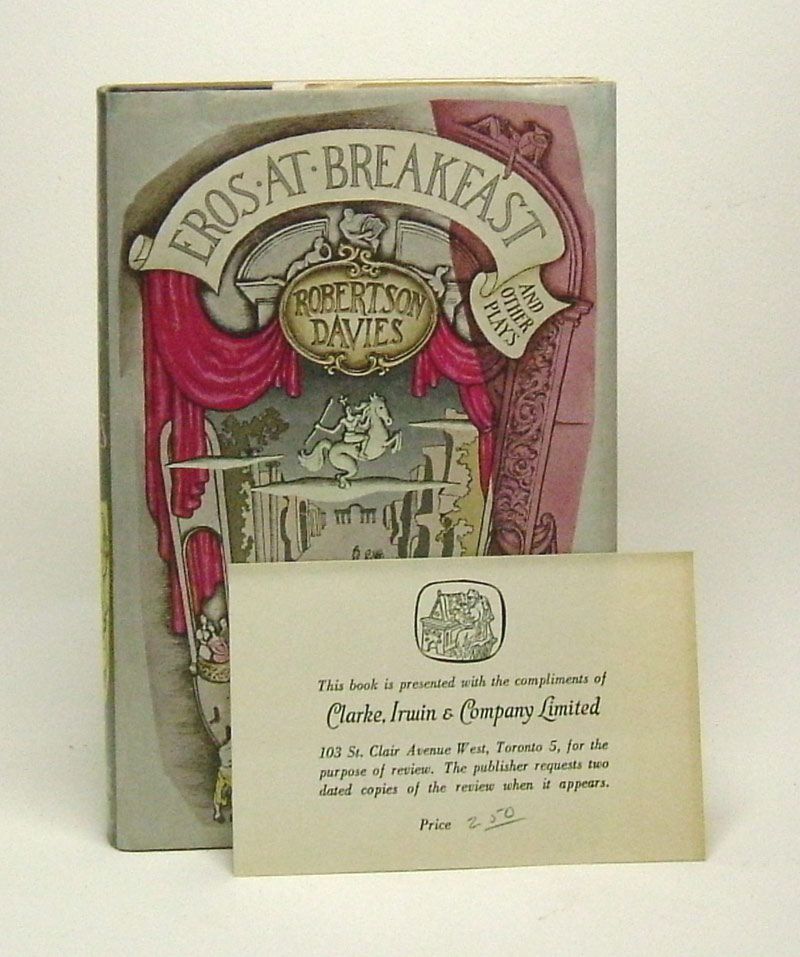 EROS·AT·BREAKFAST
AND
OTHER
PLAYS
ROBERTSON
DAVIES
This book is presented with the compliments of
Clarke, Irwin & Company Limited
103 St. Clair Avenue West, Toronto 5, for the
purpose of review. The publisher requests two
dated copies of the review when it appears.
Price 2 50